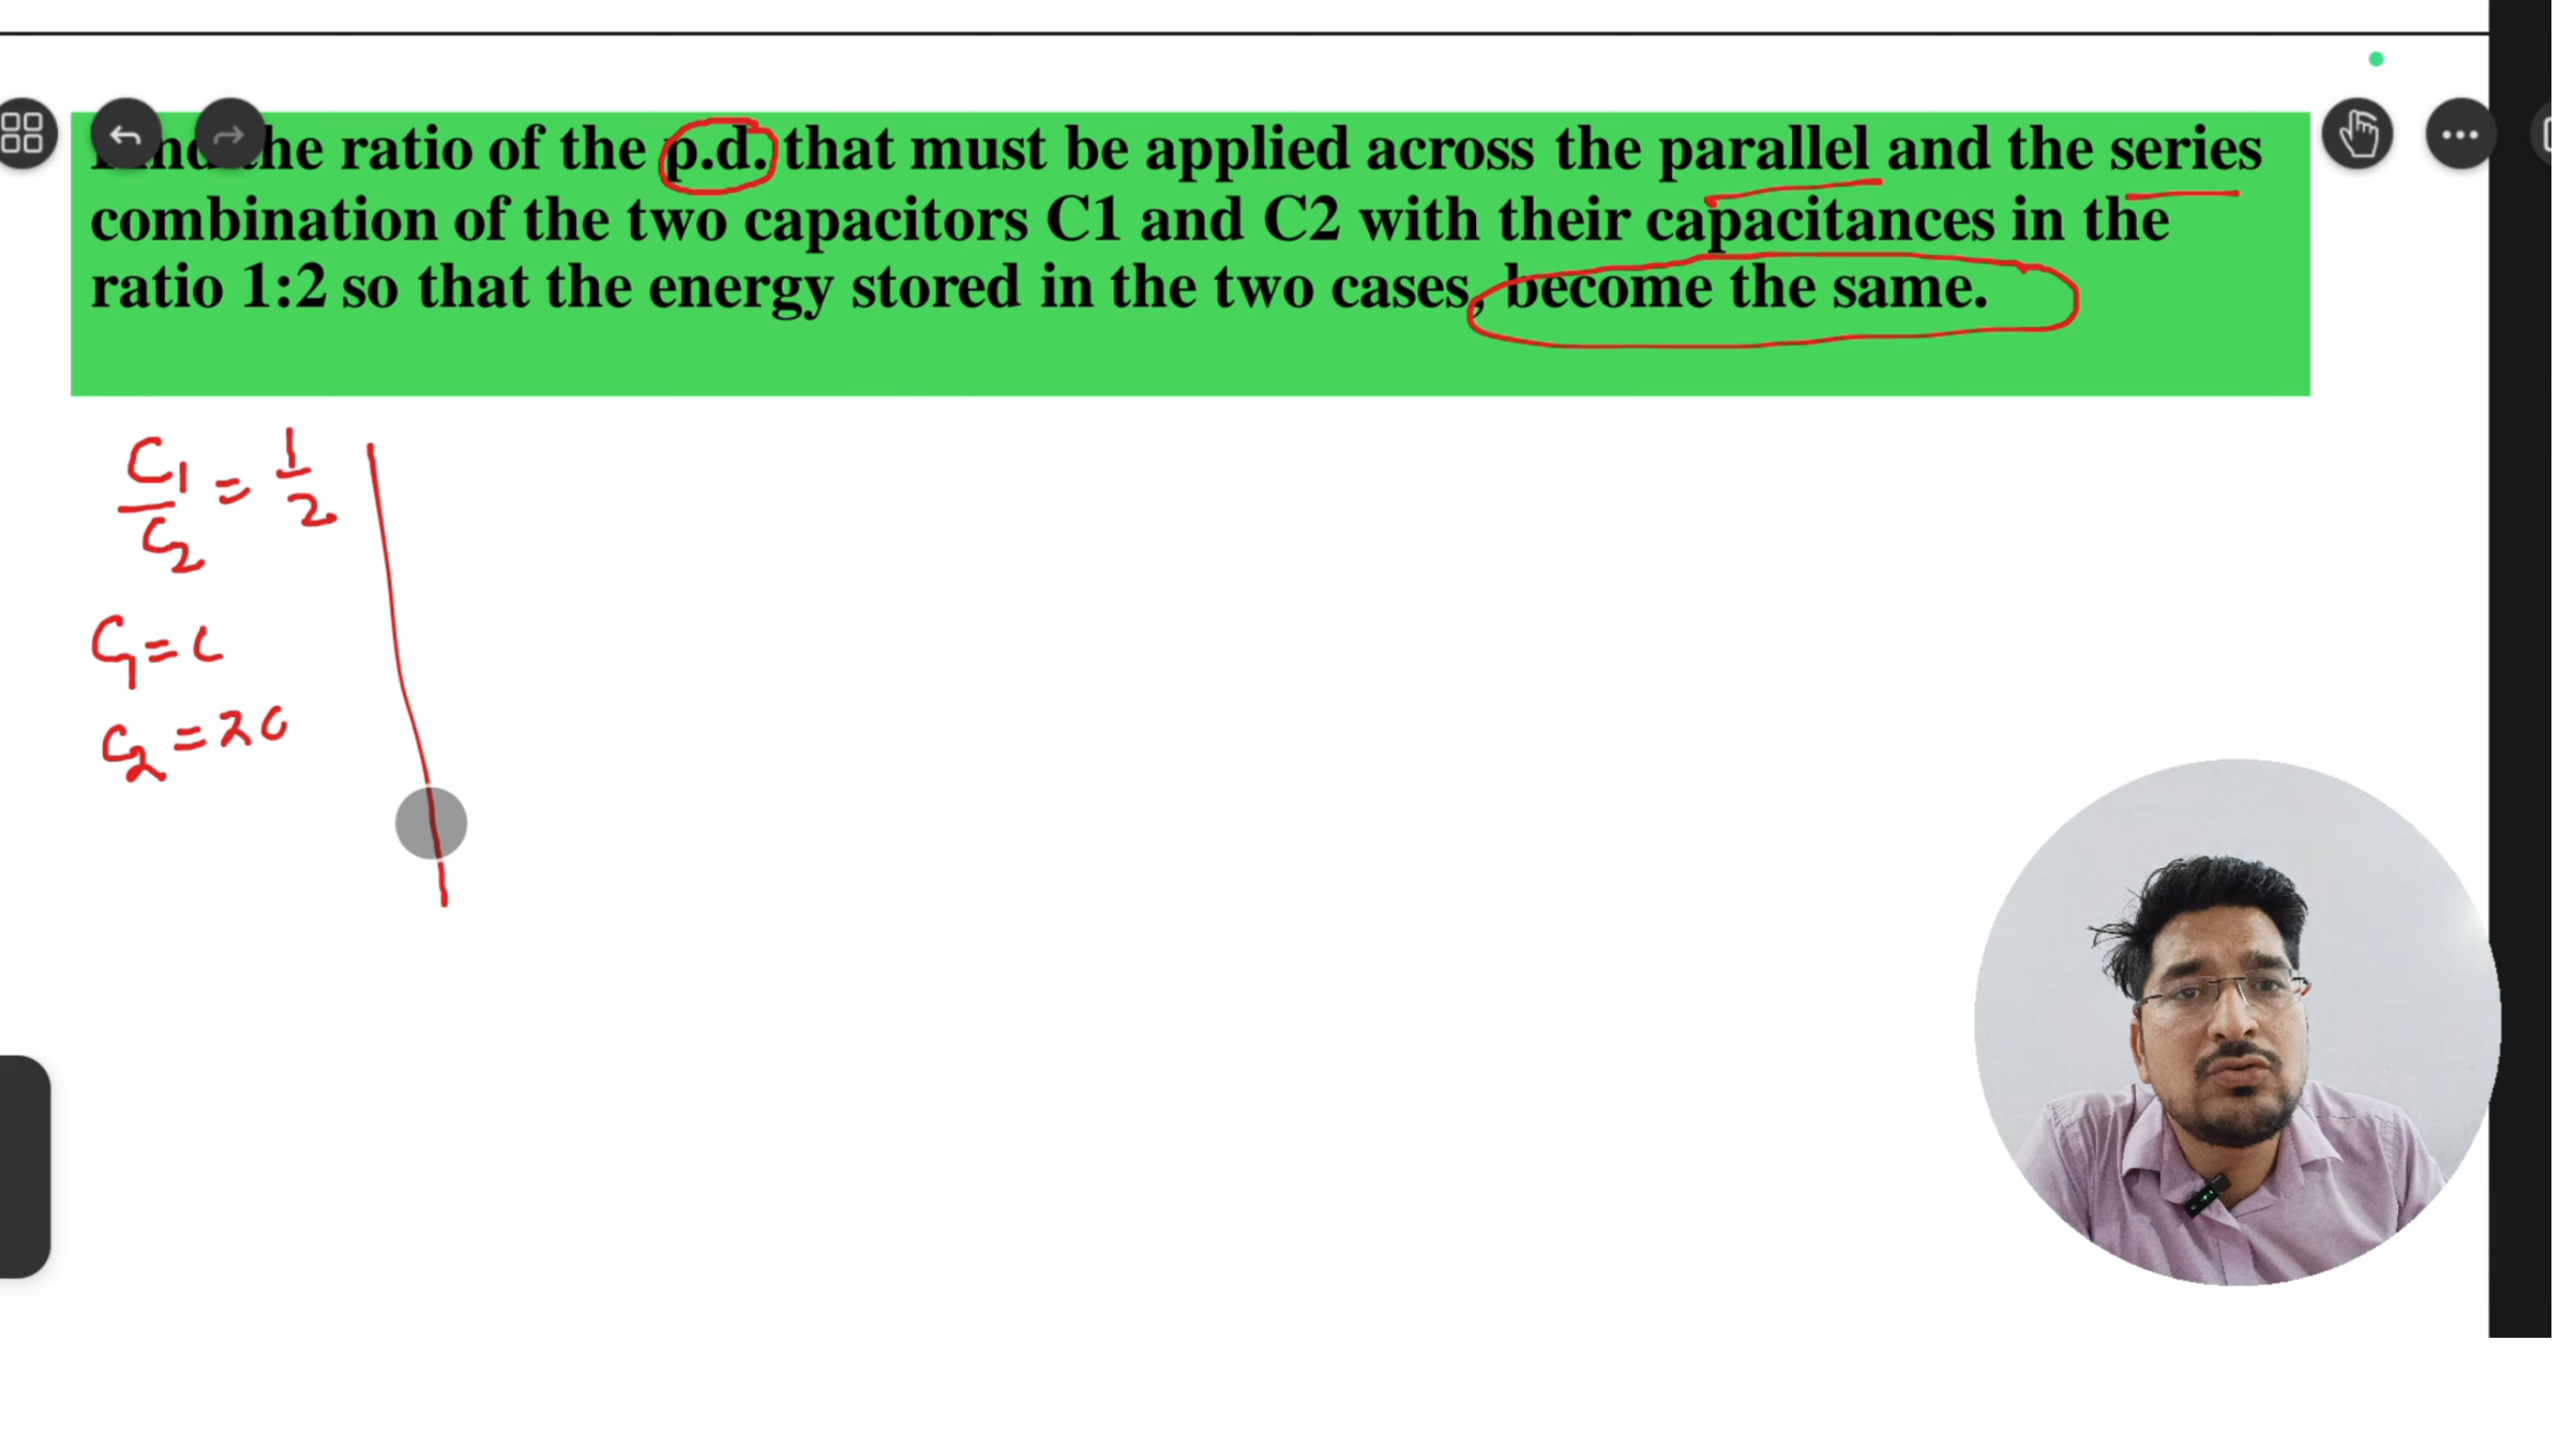 the ratio of the p.d. that must be applied across the parallel and the series
combination of the two capacitors C1 and C2 with their capacitances in the
ratio 1:2 so that the energy stored in the two cases, become the same.
C1/C2 = 1/2
C1 = C
C2 = 2C